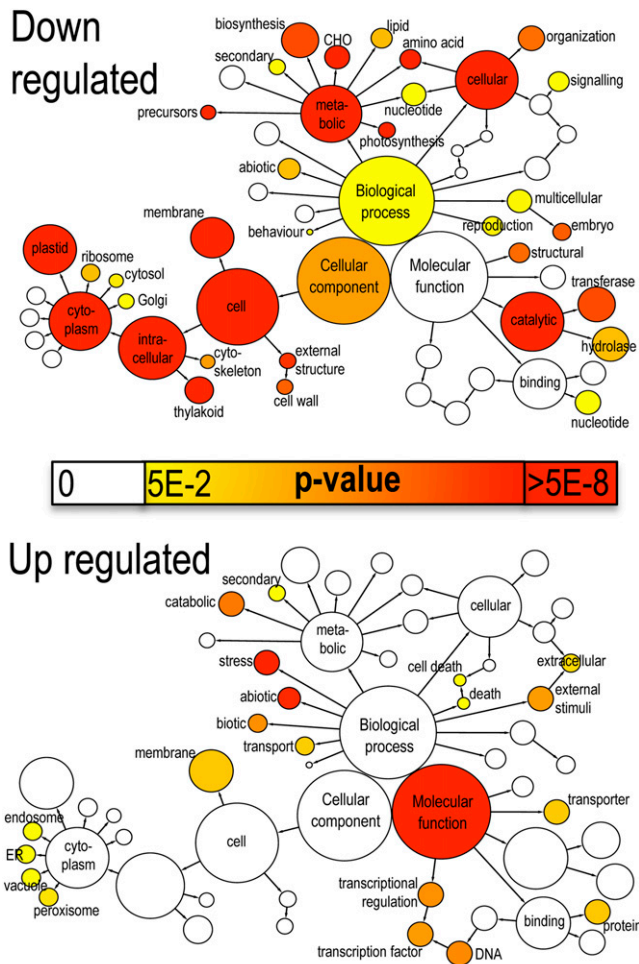 Down
regulated
biosynthesis
lipid
secondary
CHO
amino acid
organization
cellular
signalling
meta-
bolic
precursors
nucleotide
photosynthesis
abiotic
Biological
process
multicellular
membrane
behaviour
reproduction
embryo
plastid
ribosome
cytosol
Golgi
Cellular
component
Molecular
function
structural
transferase
cyto-
plasm
cell
catalytic
intra-
cellular
cyto-
skeleton
external
structure
hydrolase
thylakoid
cell wall
binding
nucleotide
0
5E-2
p-value
>5E-8
Up regulated
secondary
catabolic
meta-
bolic
cellular
stress
cell death
extracellular
abiotic
death
external
stimuli
biotic
transport
Biological
process
membrane
endosome
cyto-
plasm
cell
Cellular
component
Molecular
function
transporter
ER
vacuole
peroxisome
transcriptional
regulation
binding
protein
transcription factor
DNA